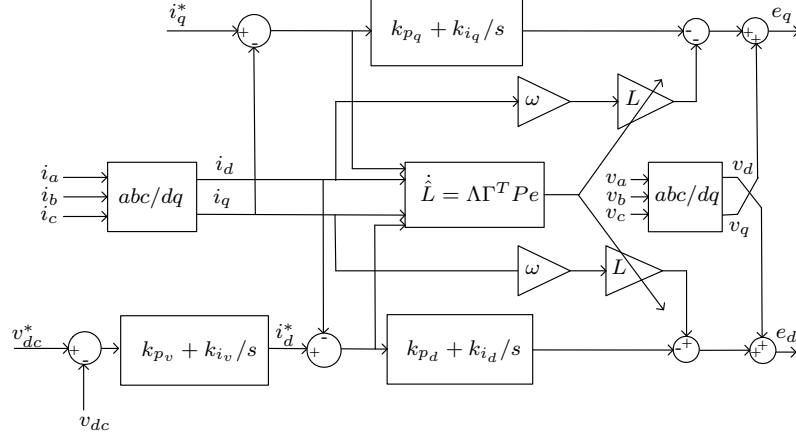 i_q^*
+
-
k_{p_q} + k_{i_q}/s
-
-
+
+
e_q
ω
L
i_a
i_b
i_c
abc/dq
i_d
i_q
\dot{\hat{L}} = ΛΓ^T Pe
v_a
v_b
v_c
abc/dq
v_d
v_q
ω
L
v_{dc}^*
+
-
k_{p_v} + k_{i_v}/s
i_d^*
-
+
k_{p_d} + k_{i_d}/s
-
+
+
+
e_d
v_{dc}